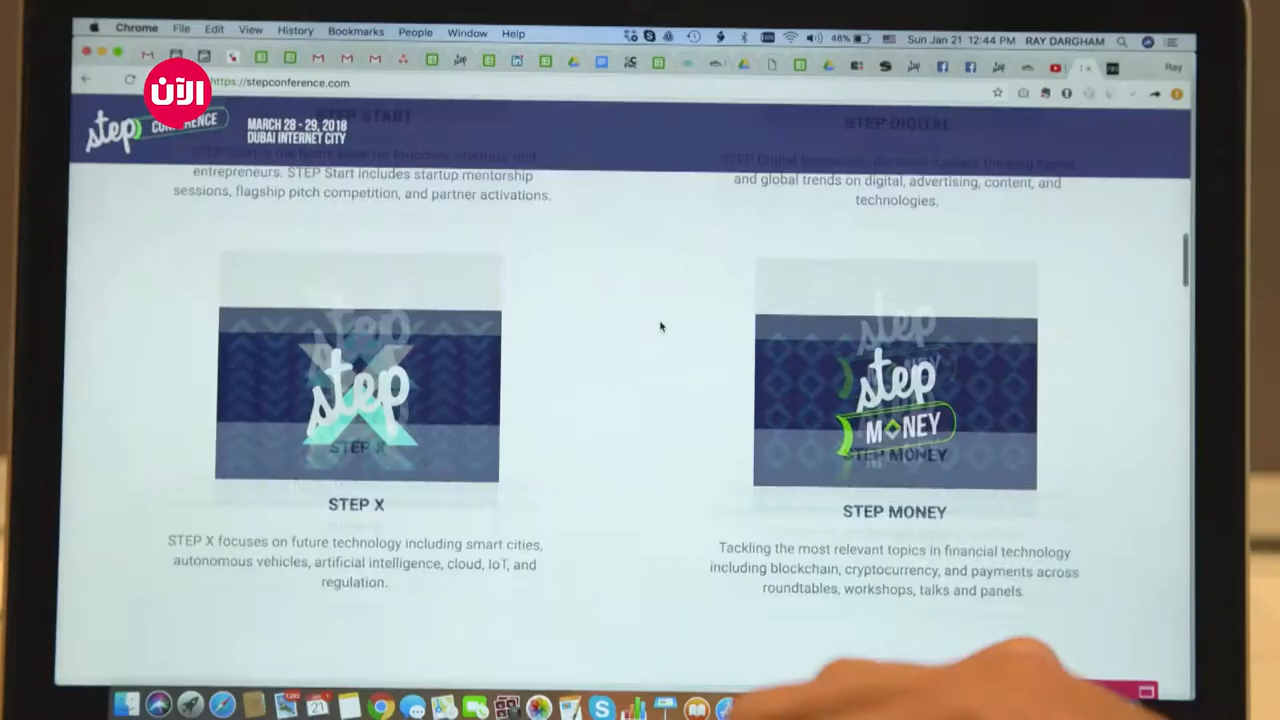 Chrome File Edit View History Bookmarks People Window Help
48% Sun Jan 21 12:44 PM RAY DARGHAM
Ray
https://stepconference.com
الآن
step CONFERENCE
MARCH 28 - 29, 2018
DUBAI INTERNET CITY
STEP START
entrepreneurs. STEP Start includes startup mentorship
sessions, flagship pitch competition, and partner activations.
STEP DIGITAL
and global trends on digital, advertising, content, and
technologies.
step
X
STEP X
STEP X
STEP X focuses on future technology including smart cities,
autonomous vehicles, artificial intelligence, cloud, IoT, and
regulation.
step
MONEY
STEP MONEY
STEP MONEY
Tackling the most relevant topics in financial technology
including blockchain, cryptocurrency, and payments across
roundtables, workshops, talks and panels.
21